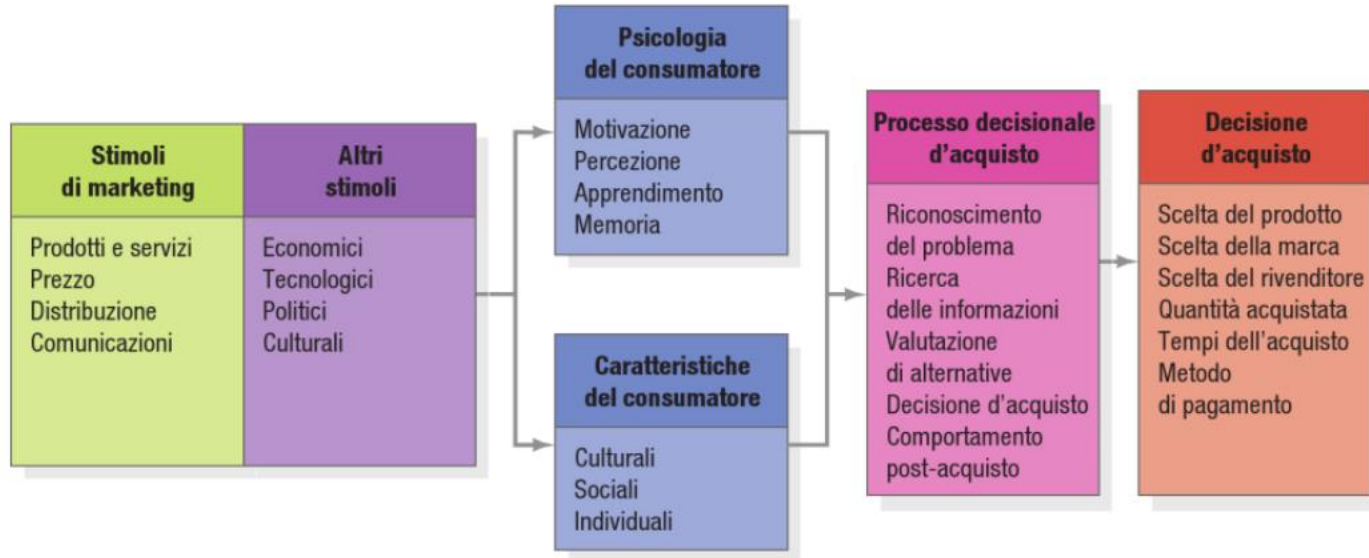 Stimoli
di marketing
Prodotti e servizi
Prezzo
Distribuzione
Comunicazioni
Altri
stimoli
Economici
Tecnologici
Politici
Culturali
Psicologia
del consumatore
Motivazione
Percezione
Apprendimento
Memoria
Caratteristiche
del consumatore
Culturali
Sociali
Individuali
Processo decisionale
d’acquisto
Riconoscimento
del problema
Ricerca
delle informazioni
Valutazione
di alternative
Decisione d’acquisto
Comportamento
post-acquisto
Decisione
d’acquisto
Scelta del prodotto
Scelta della marca
Scelta del rivenditore
Quantità acquistata
Tempi dell’acquisto
Metodo
di pagamento